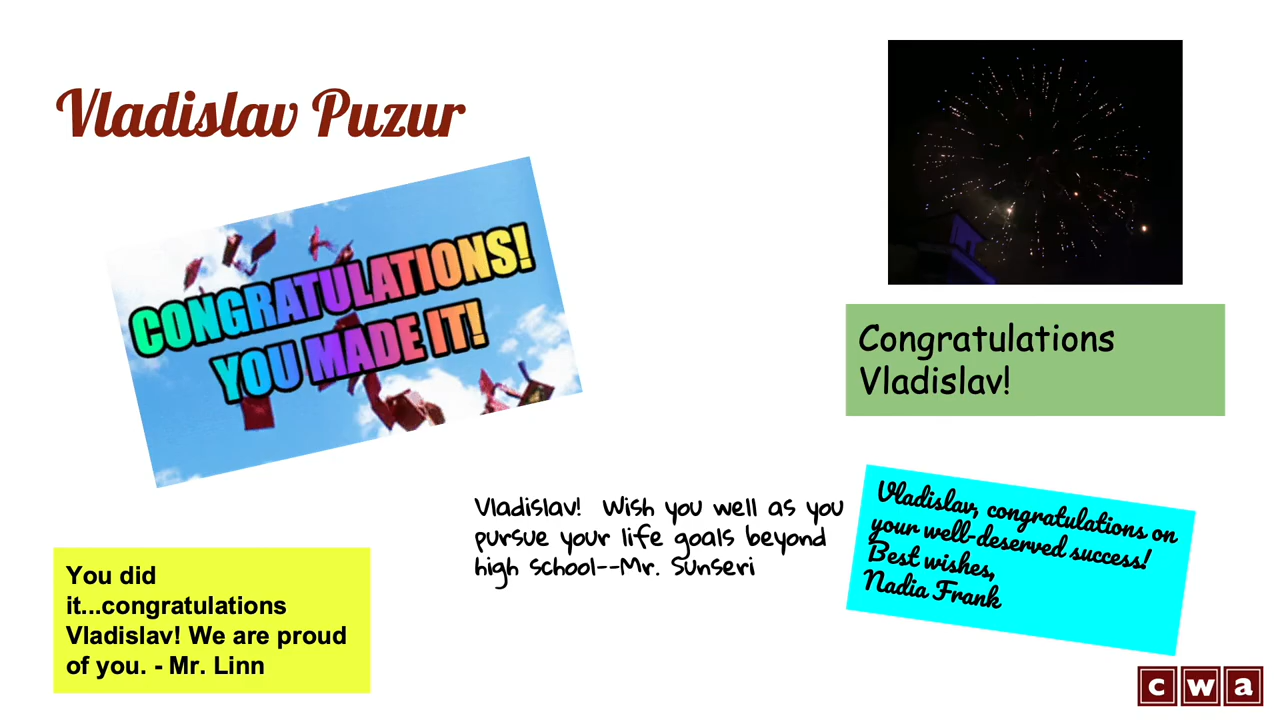 Vladislav Puzur
CONGRATULATIONS!
YOU MADE IT!
Congratulations
Vladislav!
Vladislav! Wish you well as you
pursue your life goals beyond
high school--Mr. Sunseri
Vladislav, congratulations on
your well-deserved success!
Best wishes,
Nadia Frank
You did
it...congratulations
Vladislav! We are proud
of you. - Mr. Linn
cwa